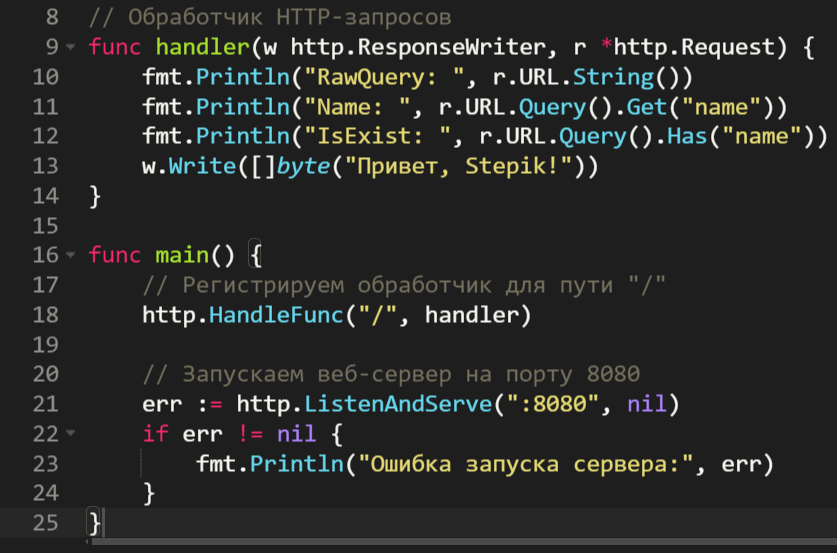 8 // Обработчик HTTP-запросов
9 func handler(w http.ResponseWriter, r *http.Request) {
10     fmt.Println("RawQuery: ", r.URL.String())
11     fmt.Println("Name: ", r.URL.Query().Get("name"))
12     fmt.Println("IsExist: ", r.URL.Query().Has("name"))
13     w.Write([]byte("Привет, Stepik!"))
14 }
15
16 func main() {
17     // Регистрируем обработчик для пути "/"
18     http.HandleFunc("/", handler)
19
20     // Запускаем веб-сервер на порту 8080
21     err := http.ListenAndServe(":8080", nil)
22     if err != nil {
23         fmt.Println("Ошибка запуска сервера:", err)
24     }
25 }